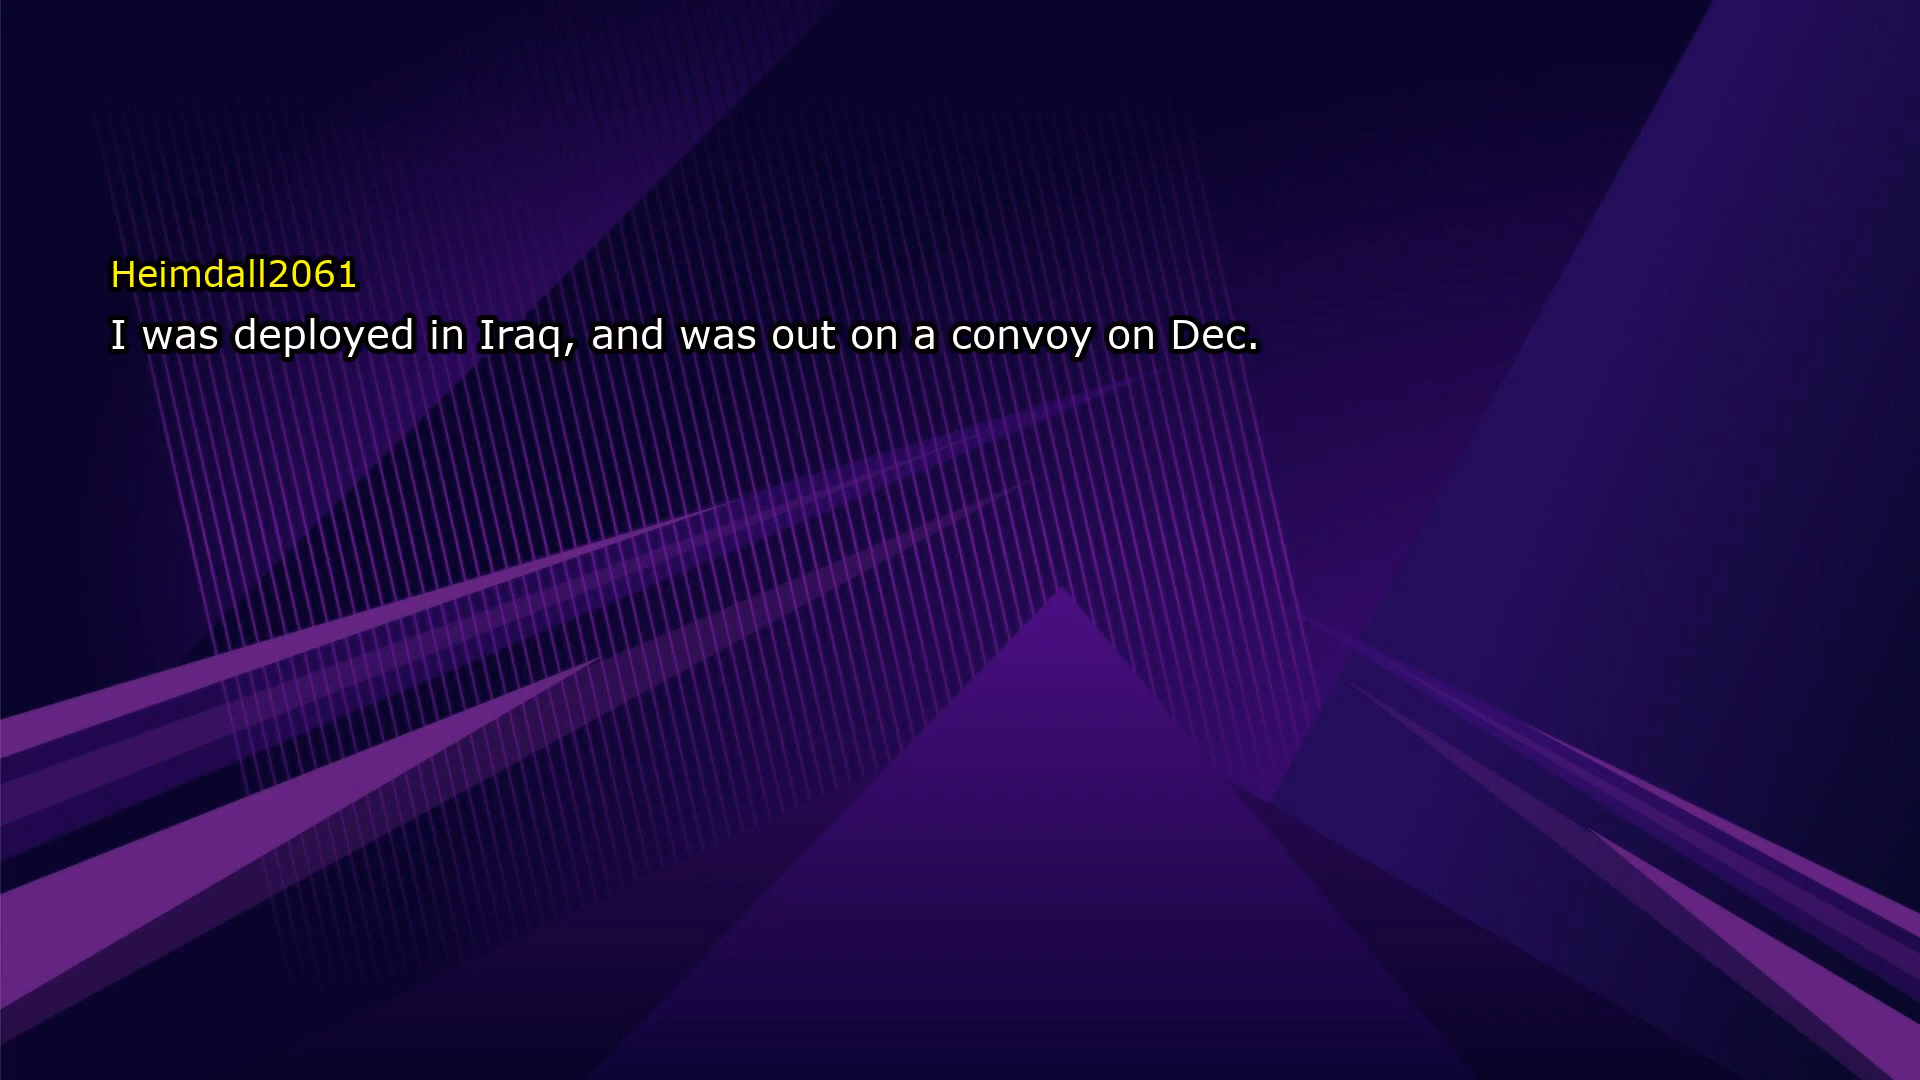 Heimdall2061
I was deployed in Iraq, and was out on a convoy on Dec.